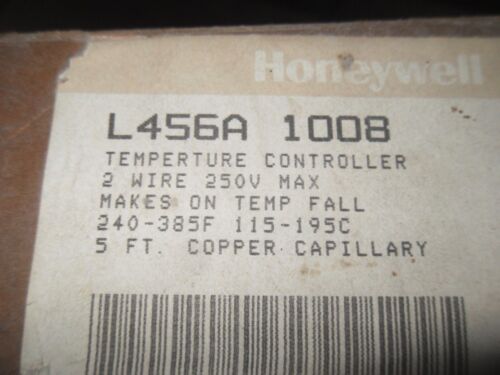 Honeywell
L456A 1008
TEMPERTURE CONTROLLER
2 WIRE 250V MAX
MAKES ON TEMP FALL
240-385F 115-195C
5 FT. COPPER CAPILLARY